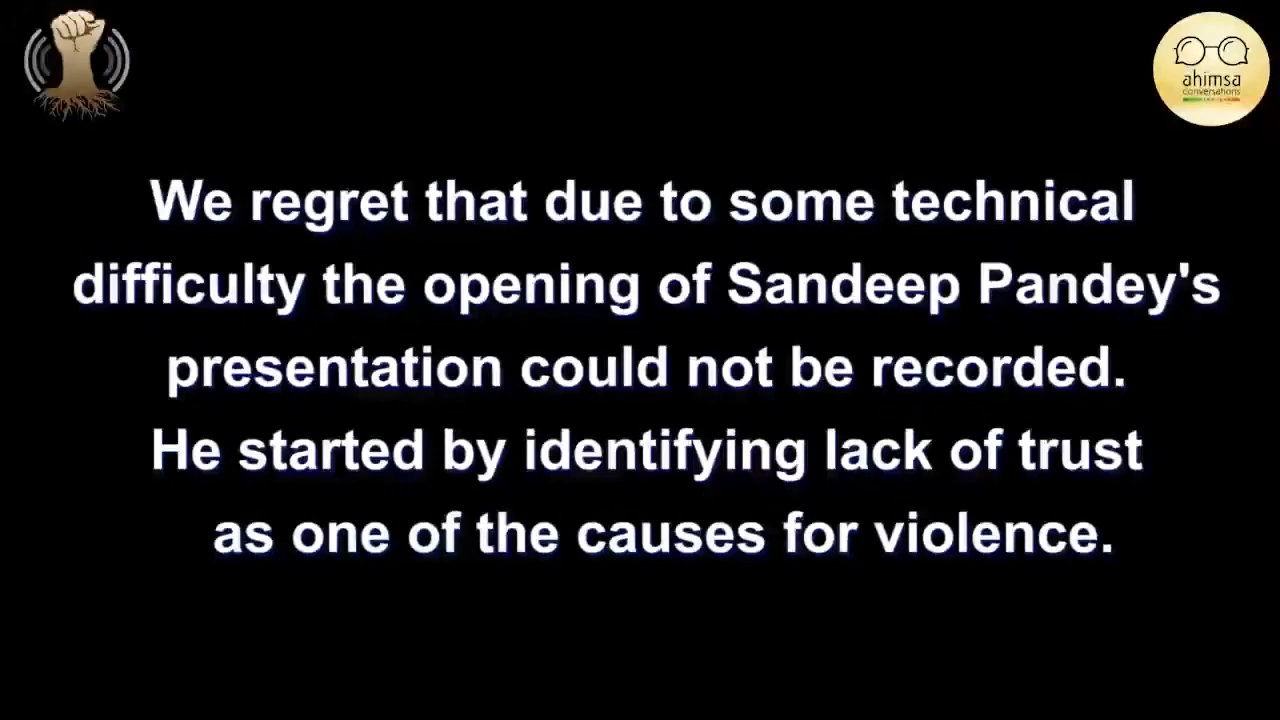 ahimsa
conversations
We regret that due to some technical
difficulty the opening of Sandeep Pandey's
presentation could not be recorded.
He started by identifying lack of trust
as one of the causes for violence.